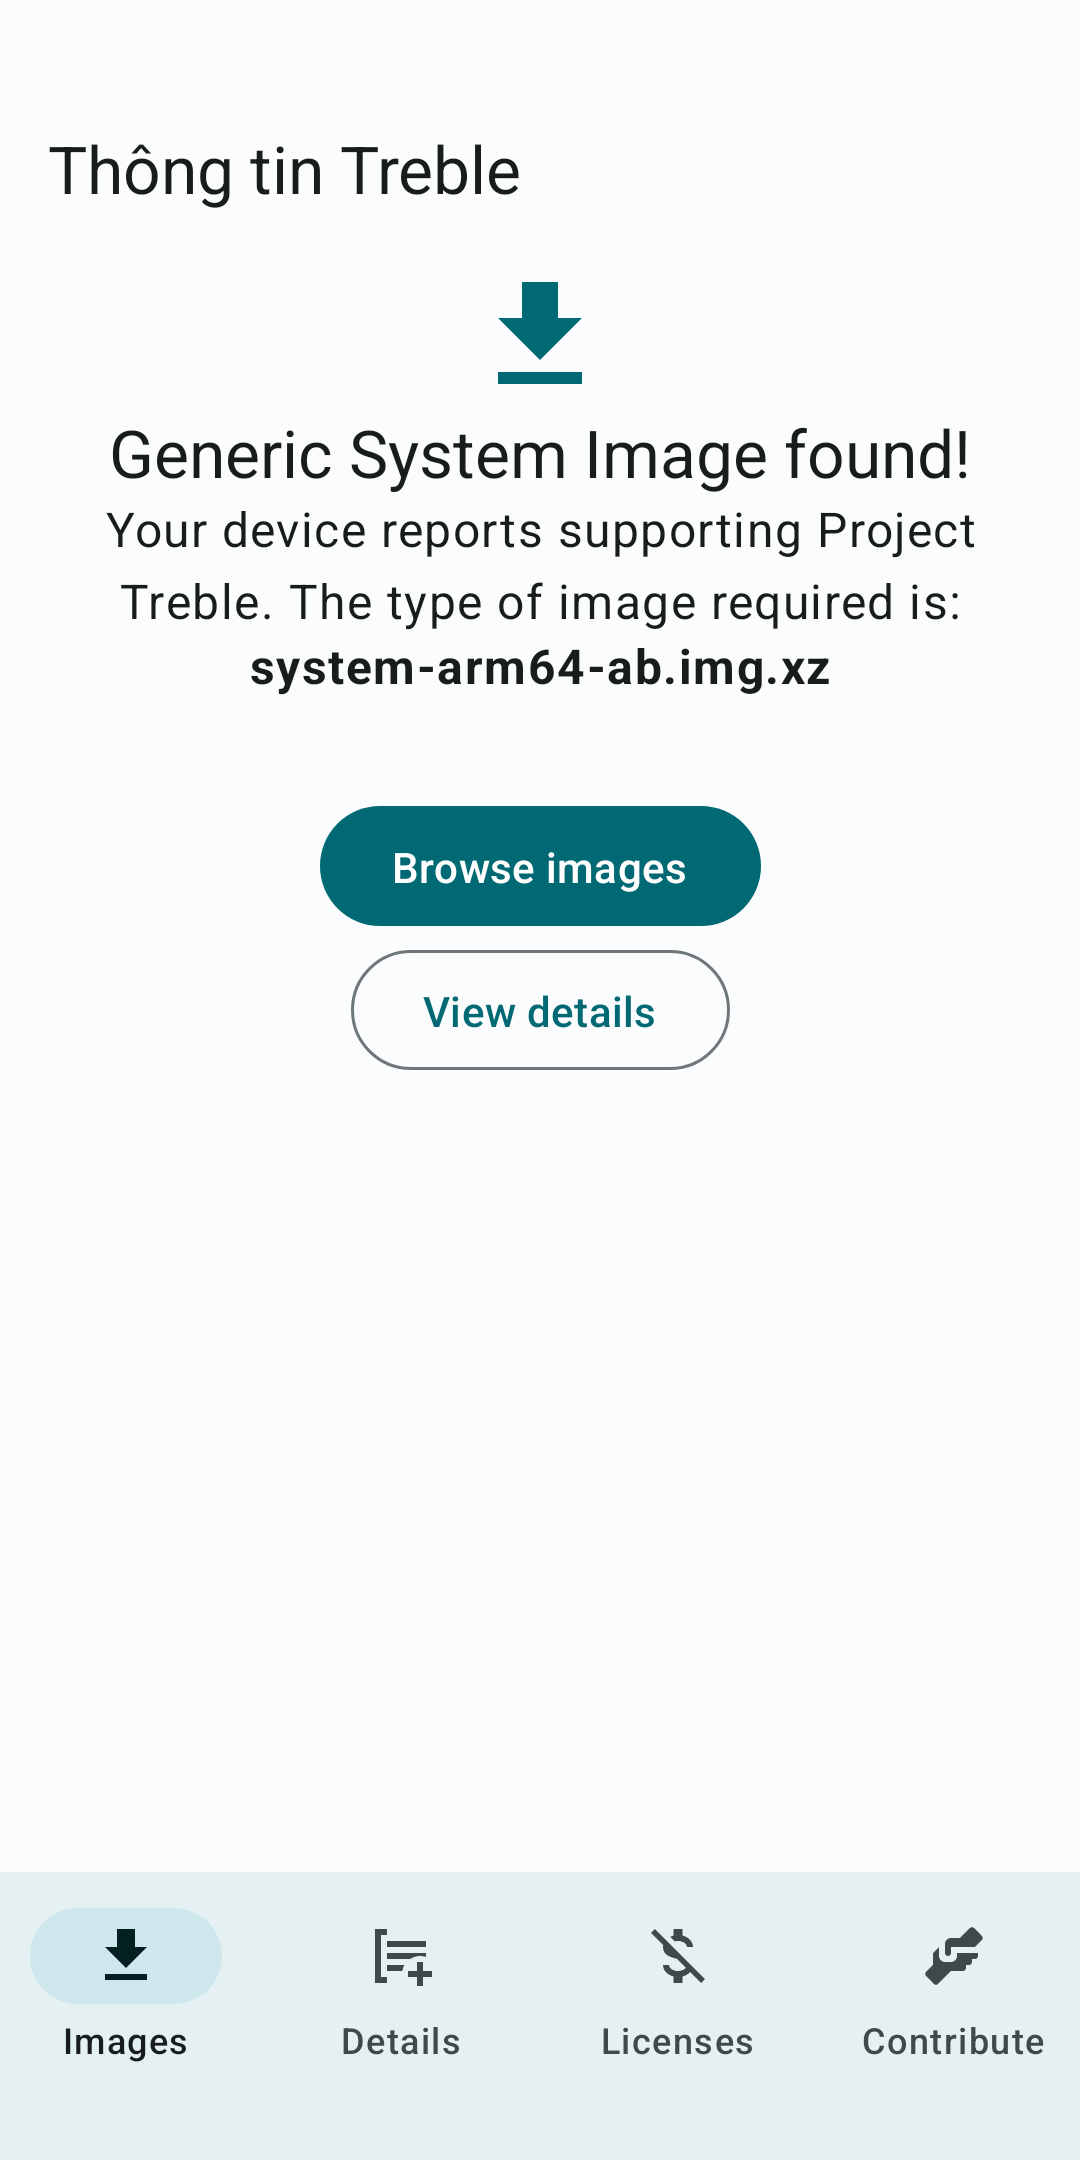 Thông tin Treble
Generic System Image found!
Your device reports supporting Project
Treble. The type of image required is:
system-arm64-ab.img.xz
Browse images
View details
Images
Details
Licenses
Contribute